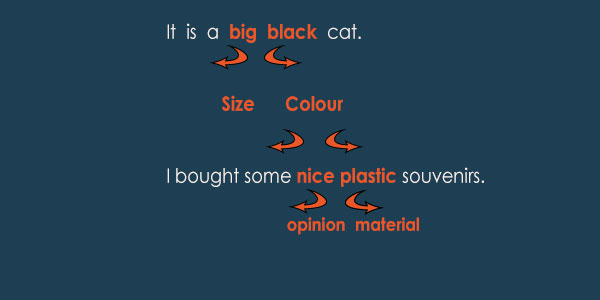 It is a big black cat.
Size Colour
I bought some nice plastic souvenirs.
opinion material